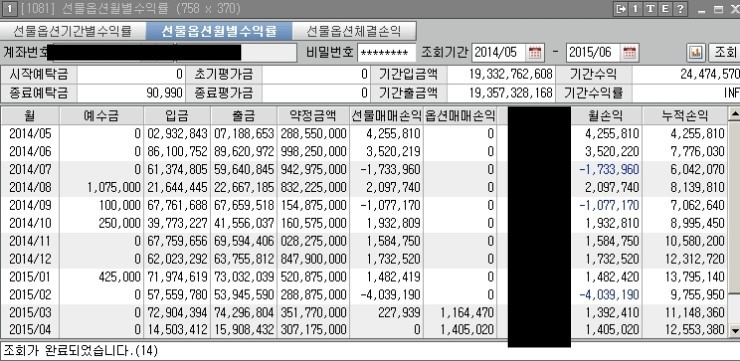 1 [1081] 선물옵션월별수익률 (758 x 370) 1 T E ?
선물옵션기간별수익률 선물옵션월별수익률 선물옵션체결손익
계좌번호 비밀번호 ******** 조회기간 2014/05 - 2015/06 조회
시작예탁금 0 초기평가금 0 기간입금액 19,332,762,608 기간수익 24,474,570
종료예탁금 90,990 종료평가금 0 기간출금액 19,357,328,168 기간수익률 INF
월 예수금 입금 출금 약정금액 선물매매손익 옵션매매손익 월손익 누적손익
2014/05 0 02,932,843 07,188,653 288,550,000 4,255,810 0 4,255,810 4,255,810
2014/06 0 86,100,752 89,620,972 998,250,000 3,520,219 0 3,520,220 7,776,030
2014/07 0 61,374,805 59,640,845 942,975,000 -1,733,960 0 -1,733,960 6,042,070
2014/08 1,075,000 21,644,445 22,667,185 832,225,000 2,097,740 0 2,097,740 8,139,810
2014/09 100,000 67,761,688 67,659,518 154,875,000 -1,077,170 0 -1,077,170 7,062,640
2014/10 250,000 39,773,227 41,556,037 160,575,000 1,932,809 0 1,932,810 8,995,450
2014/11 0 67,759,656 69,594,406 028,275,000 1,584,750 0 1,584,750 10,580,200
2014/12 0 62,023,292 63,755,812 847,900,000 1,732,520 0 1,732,520 12,312,720
2015/01 425,000 71,974,619 73,032,039 520,875,000 1,482,419 0 1,482,420 13,795,140
2015/02 0 57,559,780 53,945,590 288,875,000 -4,039,190 0 -4,039,190 9,755,950
2015/03 0 72,904,394 74,296,804 351,770,000 227,939 1,164,470 1,392,410 11,148,360
2015/04 0 14,503,412 15,908,432 307,175,000 0 1,405,020 1,405,020 12,553,380
조회가 완료되었습니다.(14)